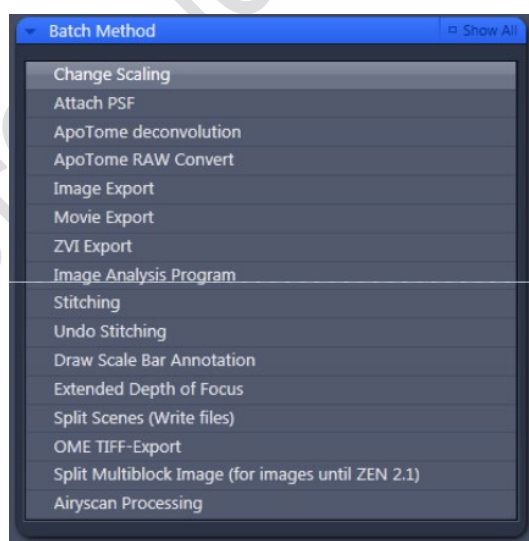 Batch Method
Show All
Change Scaling
Attach PSF
ApoTome deconvolution
ApoTome RAW Convert
Image Export
Movie Export
ZVI Export
Image Analysis Program
Stitching
Undo Stitching
Draw Scale Bar Annotation
Extended Depth of Focus
Split Scenes (Write files)
OME TIFF-Export
Split Multiblock Image (for images until ZEN 2.1)
Airyscan Processing